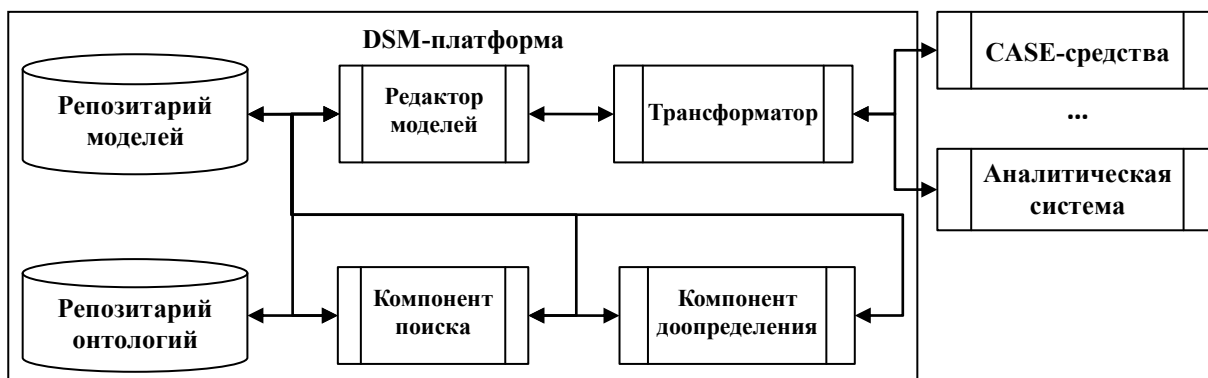 DSM-платформа
Репозитарий
моделей
Редактор
моделей
Трансформатор
CASE-средства
...
Аналитическая
система
Репозитарий
онтологий
Компонент
поиска
Компонент
доопределения